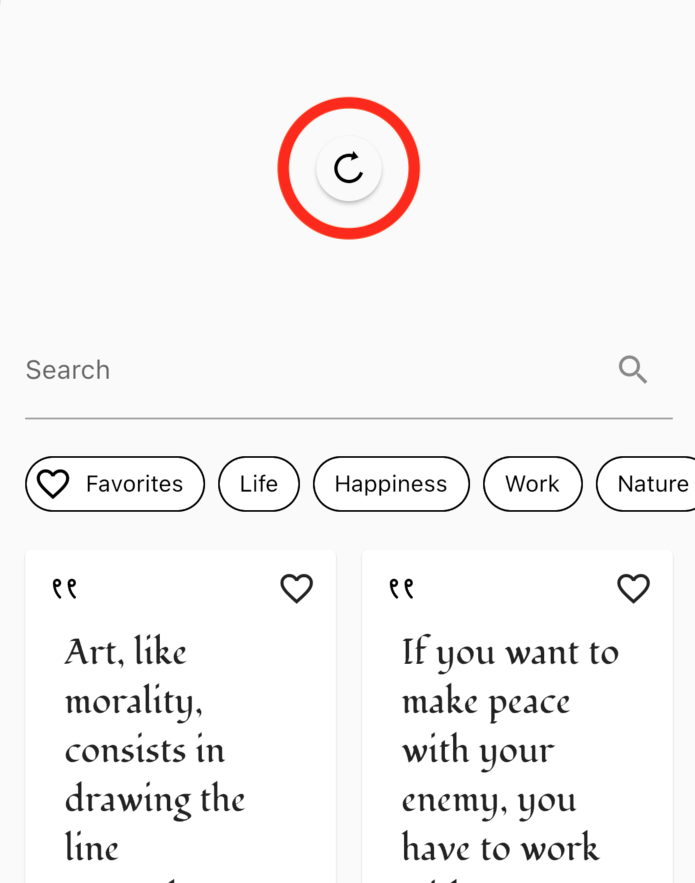 Search
Favorites
Life
Happiness
Work
Nature
Art, like
morality,
consists in
drawing the
line
If you want to
make peace
with your
enemy, you
have to work